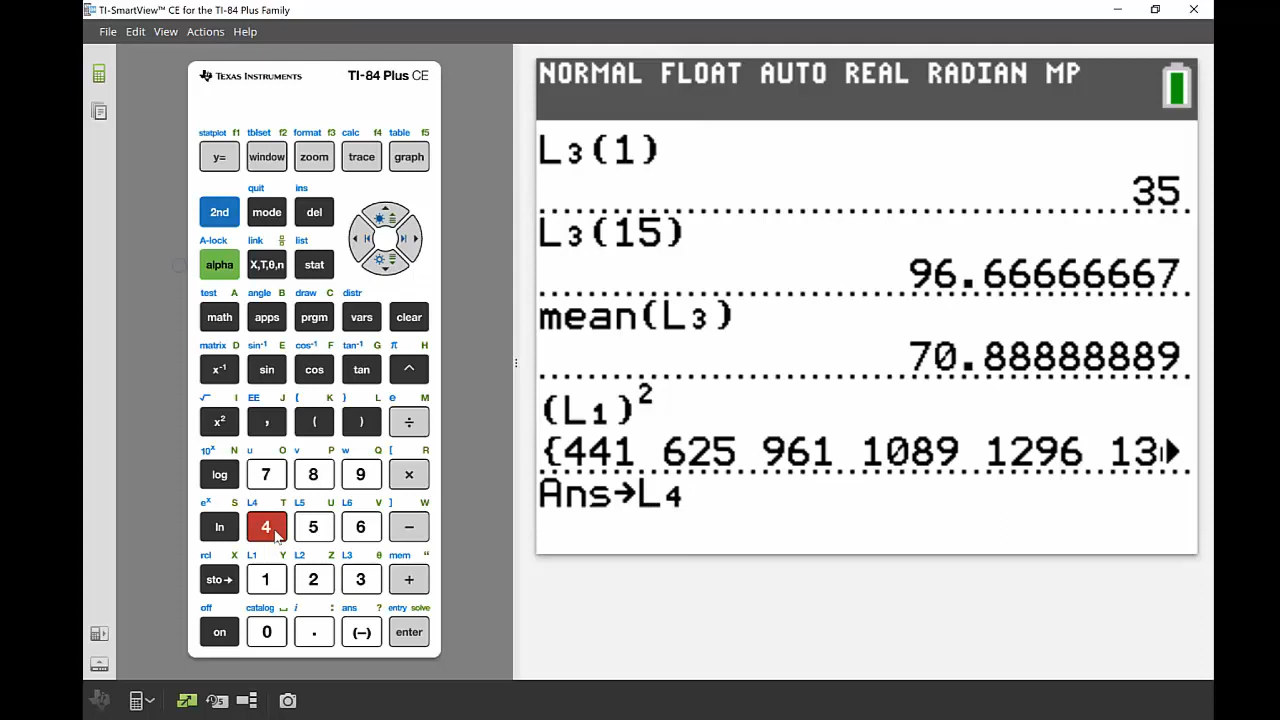 TI-SmartView™ CE for the TI-84 Plus Family
File Edit View Actions Help
TEXAS INSTRUMENTS TI-84 Plus CE
statplot f1 tblset f2 format f3 calc f4 table f5
y= window zoom trace graph
quit ins
2nd mode del
A-lock link list
alpha X,T,θ,n stat
test A angle B draw C distr
math apps prgm vars clear
matrix D sin⁻¹ E cos⁻¹ F tan⁻¹ G π H
x⁻¹ sin cos tan ^
√ I EE J { K } L e M
x² , ( ) ÷
10ˣ N u O v P w Q [ R
log 7 8 9 ×
eˣ S L4 T L5 U L6 V ] W
ln 4 5 6 −
rcl X L1 Y L2 Z L3 θ mem “
sto→ 1 2 3 +
off catalog ⎵ i : ans ? entry solve
on 0 . (−) enter
NORMAL FLOAT AUTO REAL RADIAN MP
L₃(1)
35
L₃(15)
96.66666667
mean(L₃)
70.88888889
(L₁)²
{441 625 961 1089 1296 13
Ans→L₄